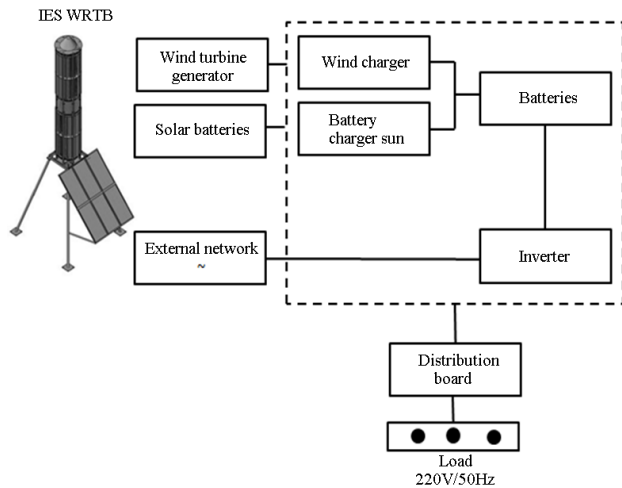 IES WRTB
Wind turbine
generator
Wind charger
Batteries
Solar batteries
Battery
charger sun
External network
~
Inverter
Distribution
board
Load
220V/50Hz